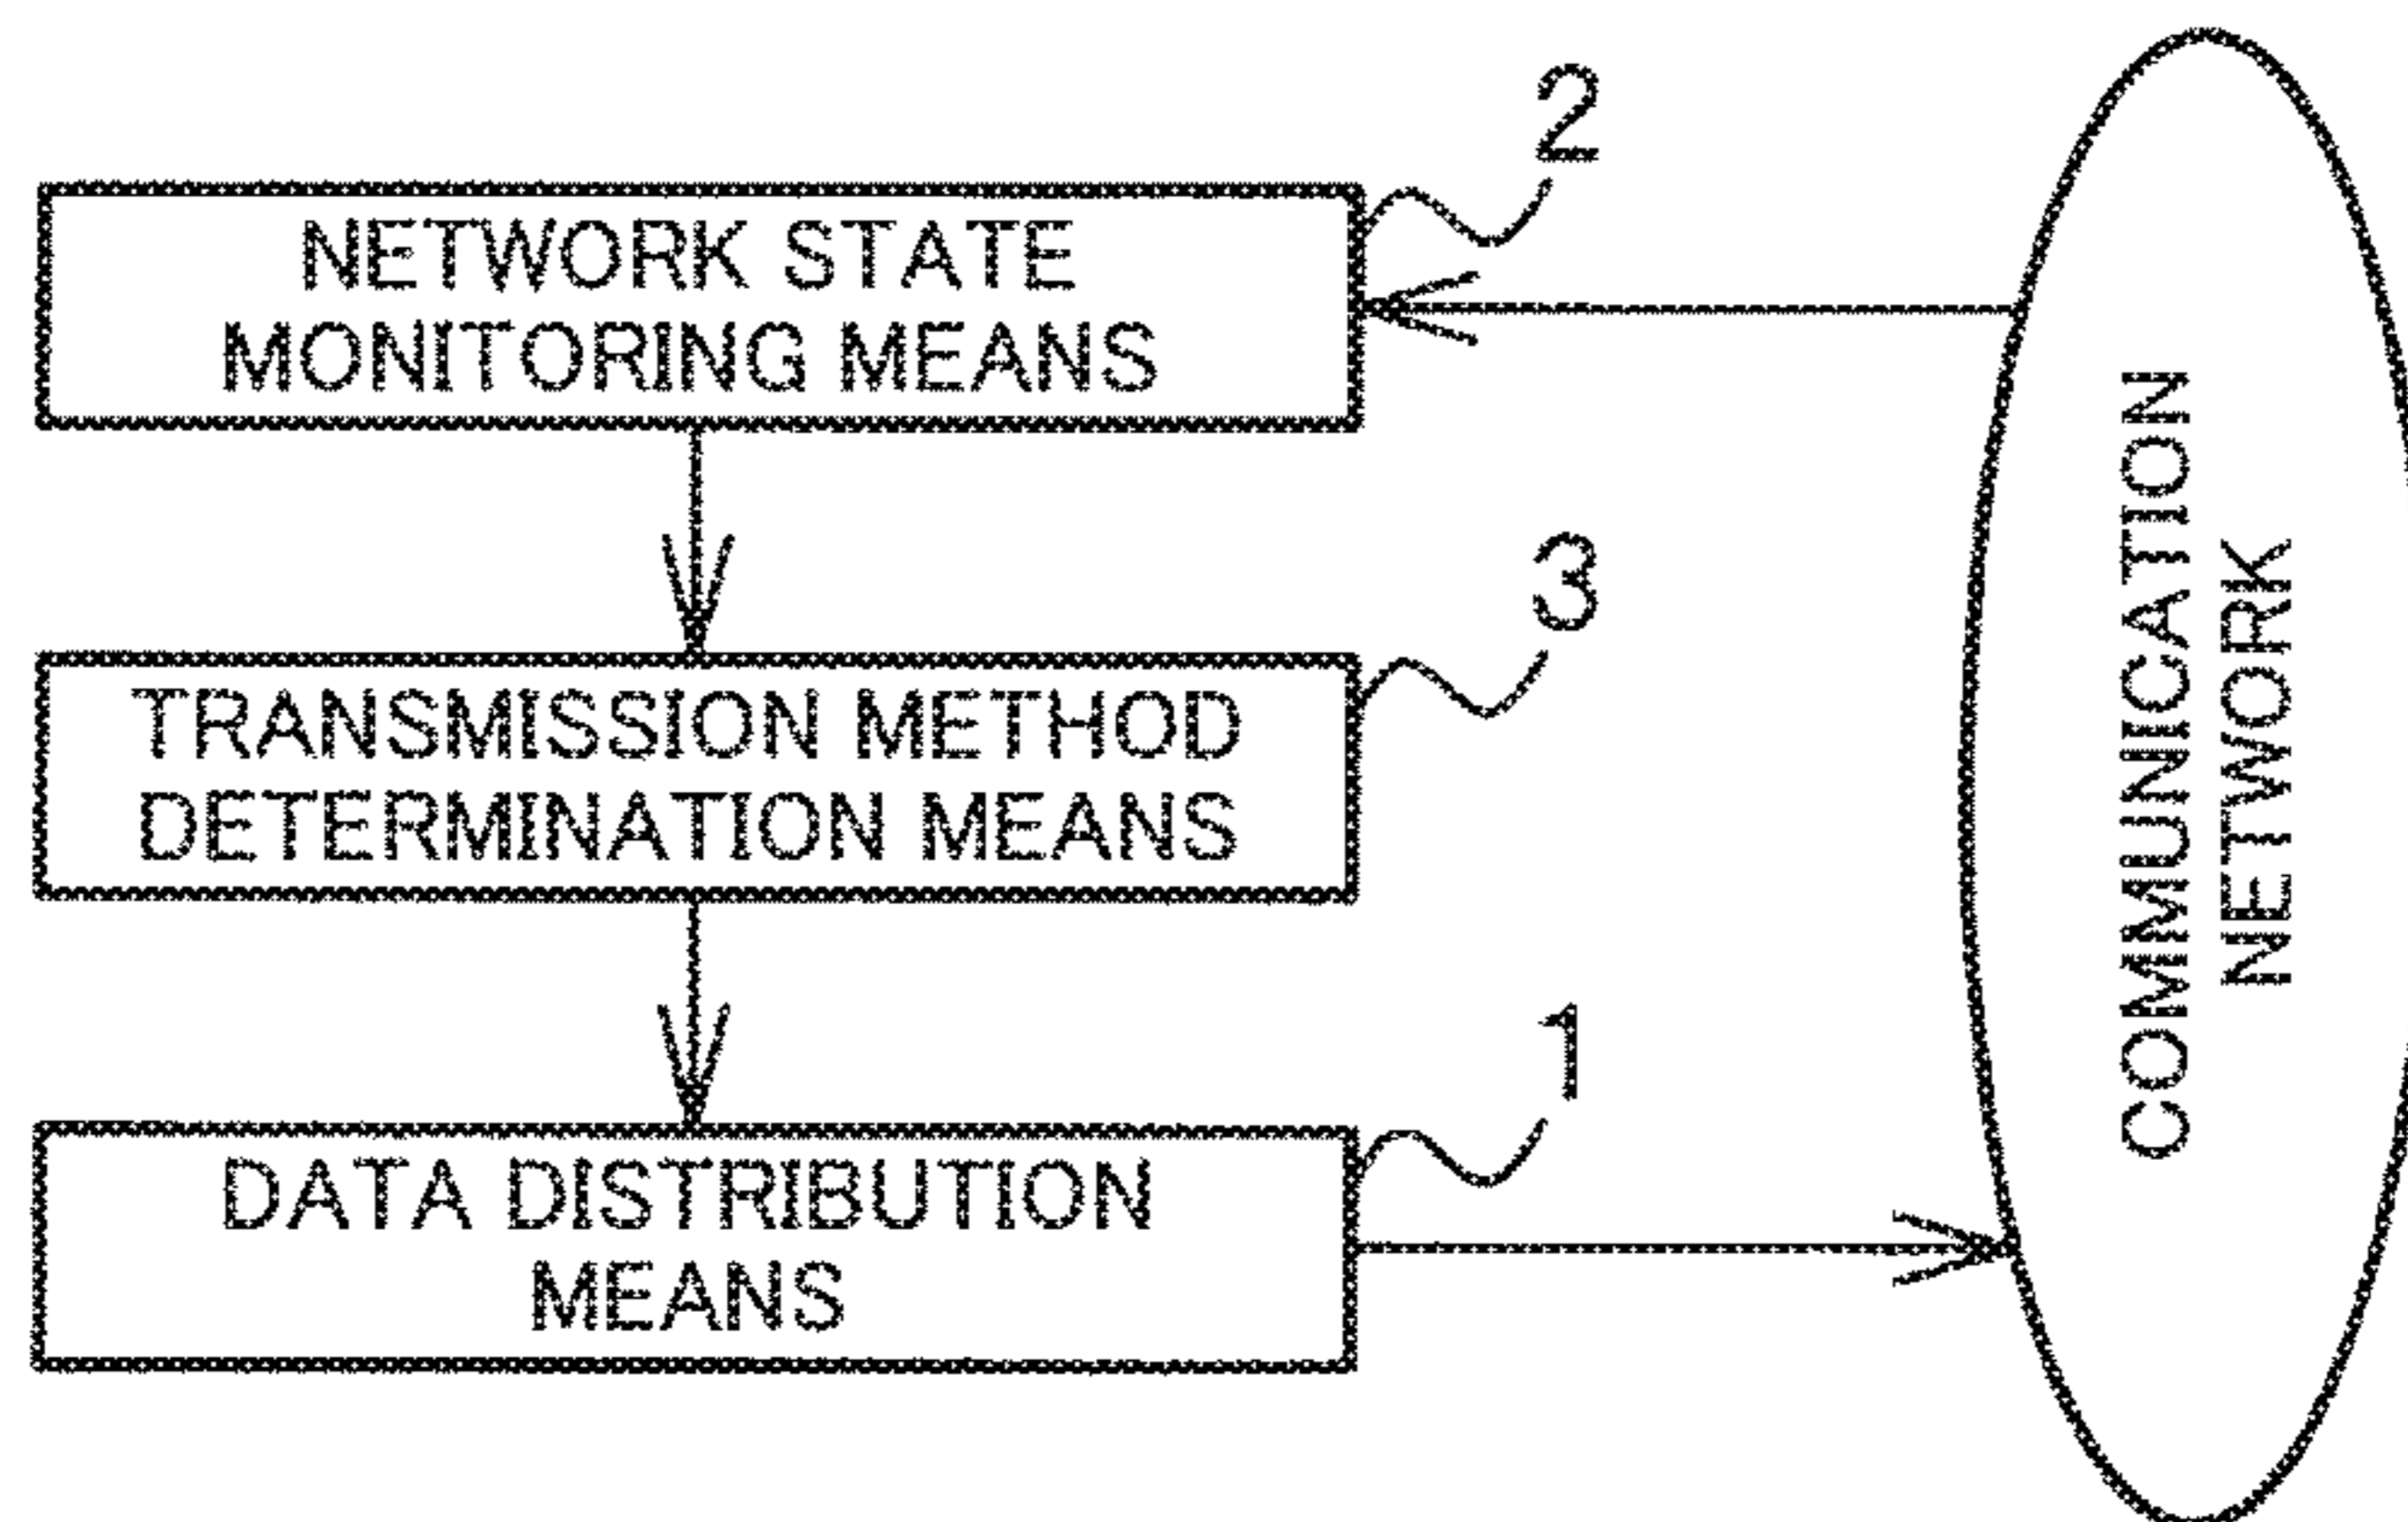 2
NETWORK STATE
MONITORING MEANS
3
TRANSMISSION METHOD
DETERMINATION MEANS
1
DATA DISTRIBUTION
MEANS
COMMUNICATION
NETWORK